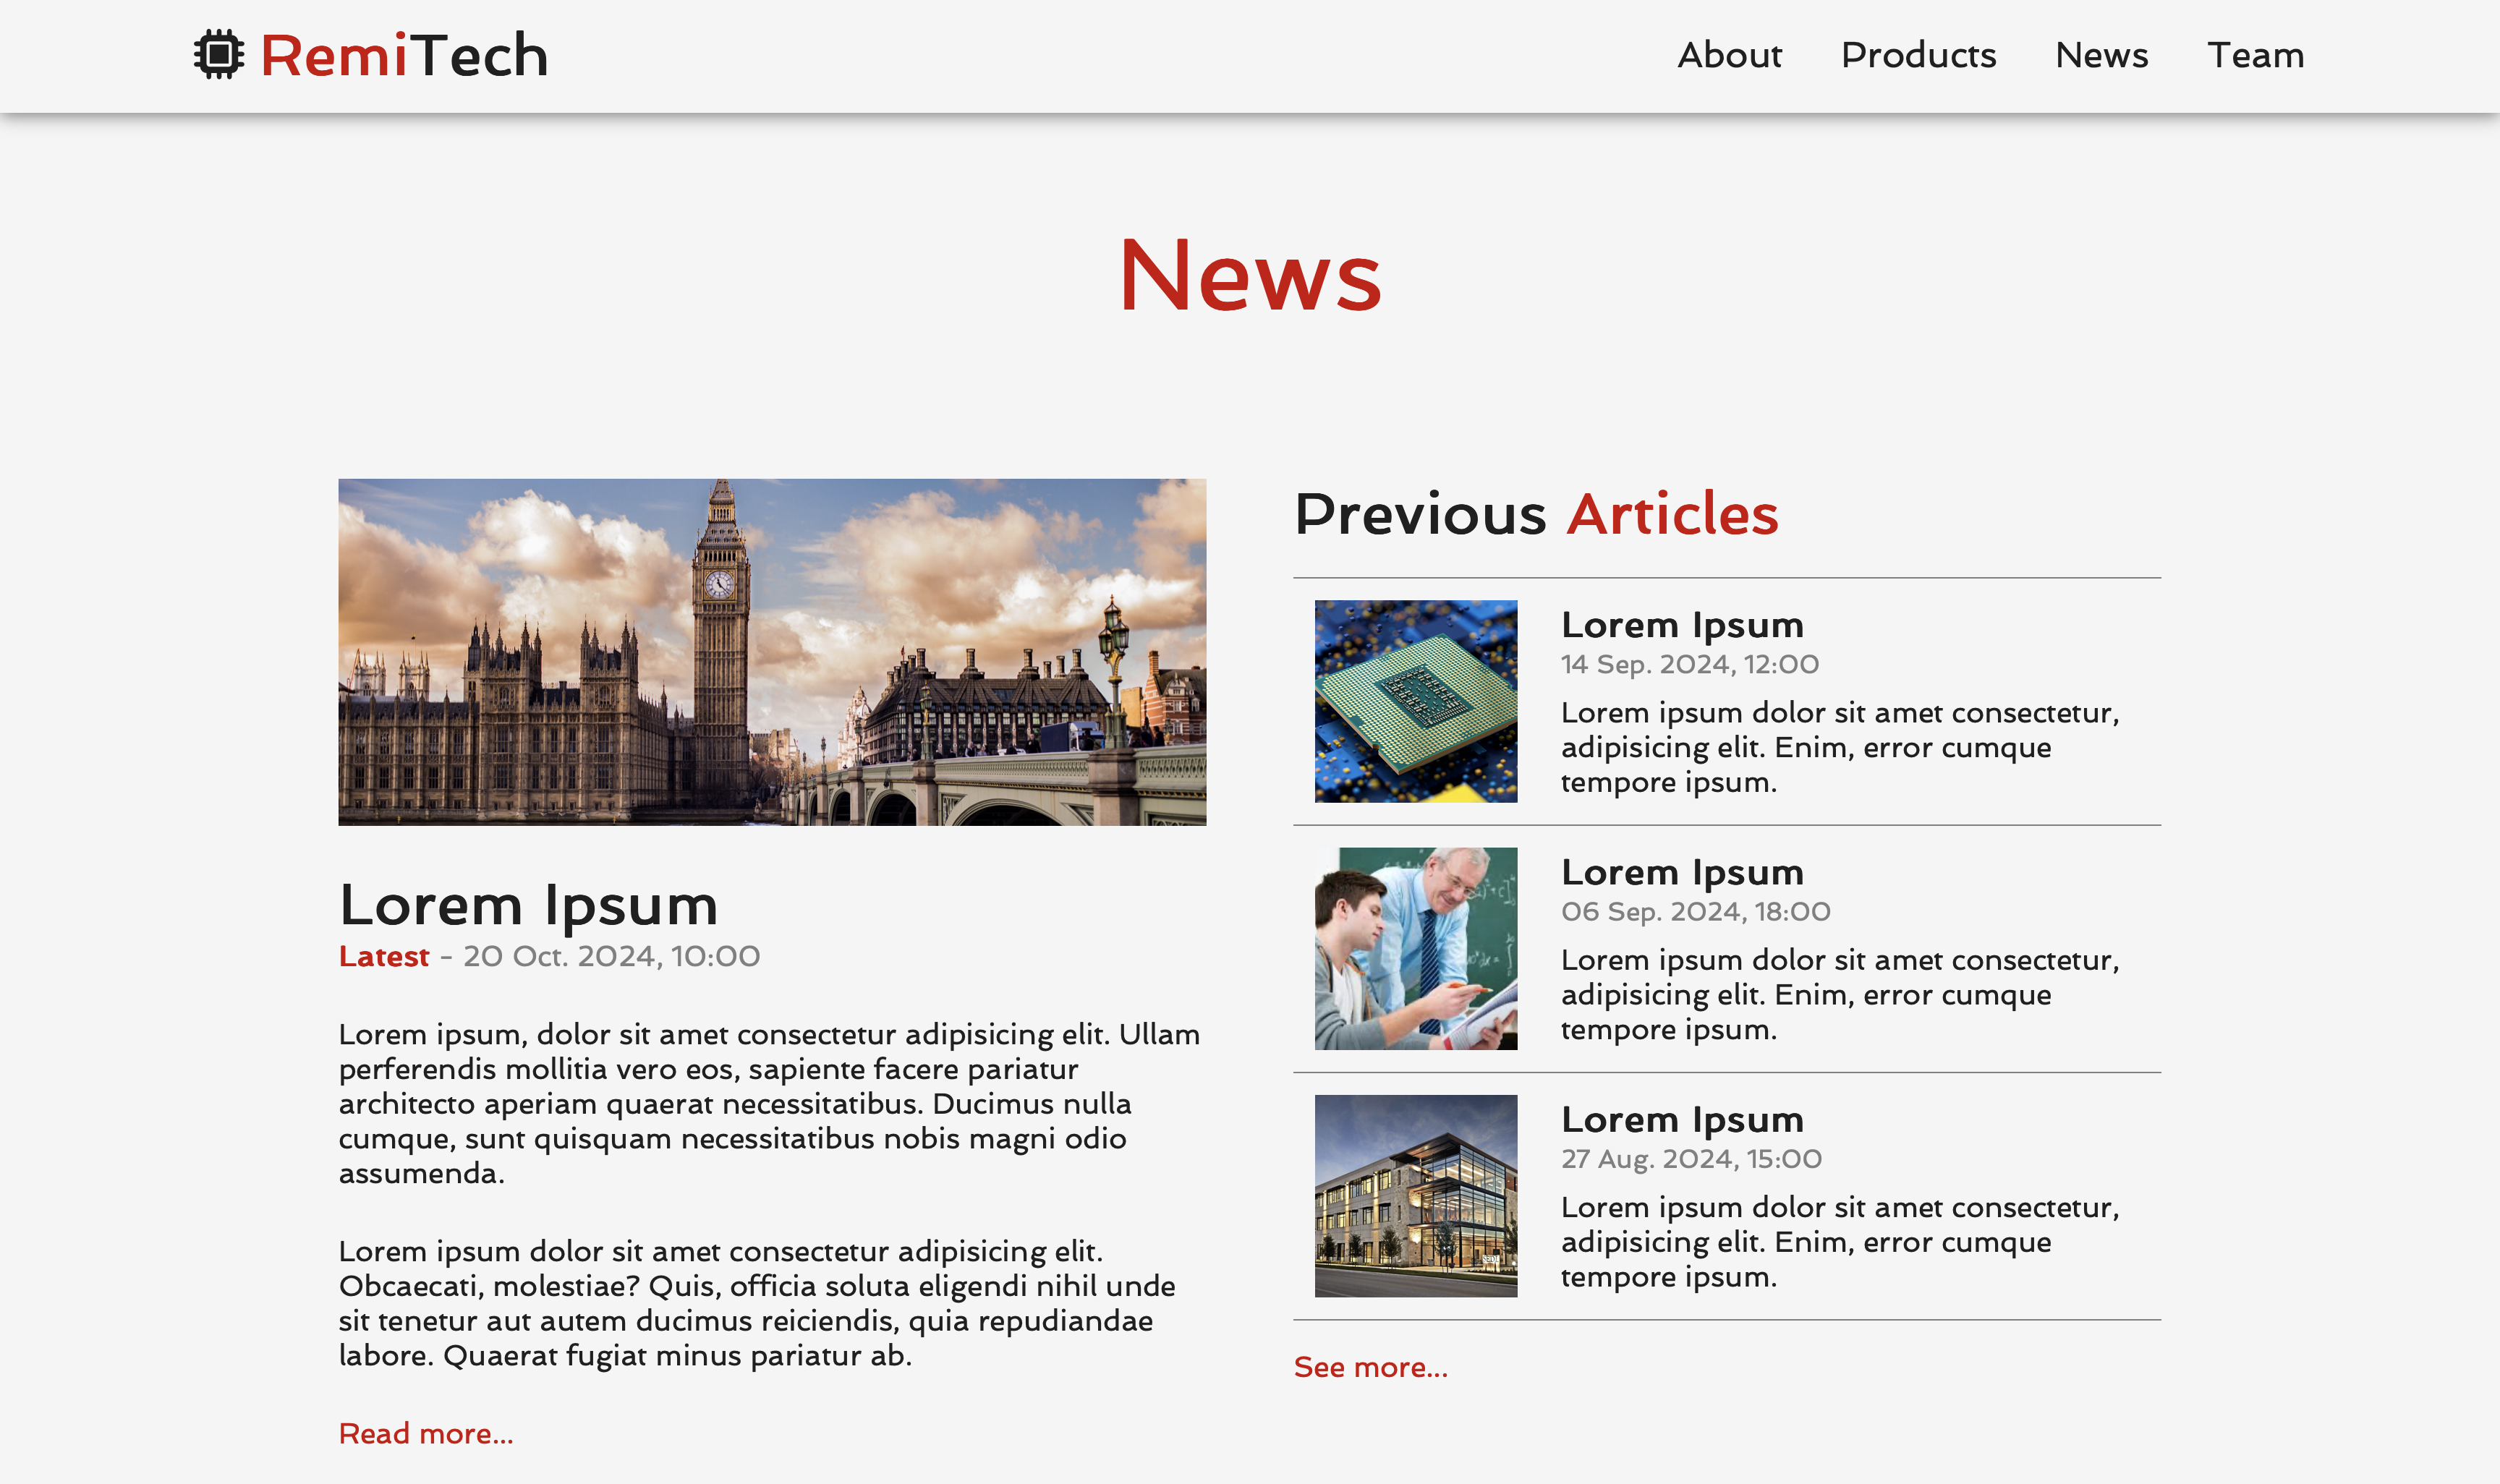 RemiTech
About Products News Team
News
Lorem Ipsum
Latest - 20 Oct. 2024, 10:00
Lorem ipsum, dolor sit amet consectetur adipisicing elit. Ullam
perferendis mollitia vero eos, sapiente facere pariatur
architecto aperiam quaerat necessitatibus. Ducimus nulla
cumque, sunt quisquam necessitatibus nobis magni odio
assumenda.
Lorem ipsum dolor sit amet consectetur adipisicing elit.
Obcaecati, molestiae? Quis, officia soluta eligendi nihil unde
sit tenetur aut autem ducimus reiciendis, quia repudiandae
labore. Quaerat fugiat minus pariatur ab.
Read more...
Previous Articles
Lorem Ipsum
14 Sep. 2024, 12:00
Lorem ipsum dolor sit amet consectetur,
adipisicing elit. Enim, error cumque
tempore ipsum.
Lorem Ipsum
06 Sep. 2024, 18:00
Lorem ipsum dolor sit amet consectetur,
adipisicing elit. Enim, error cumque
tempore ipsum.
Lorem Ipsum
27 Aug. 2024, 15:00
Lorem ipsum dolor sit amet consectetur,
adipisicing elit. Enim, error cumque
tempore ipsum.
See more...